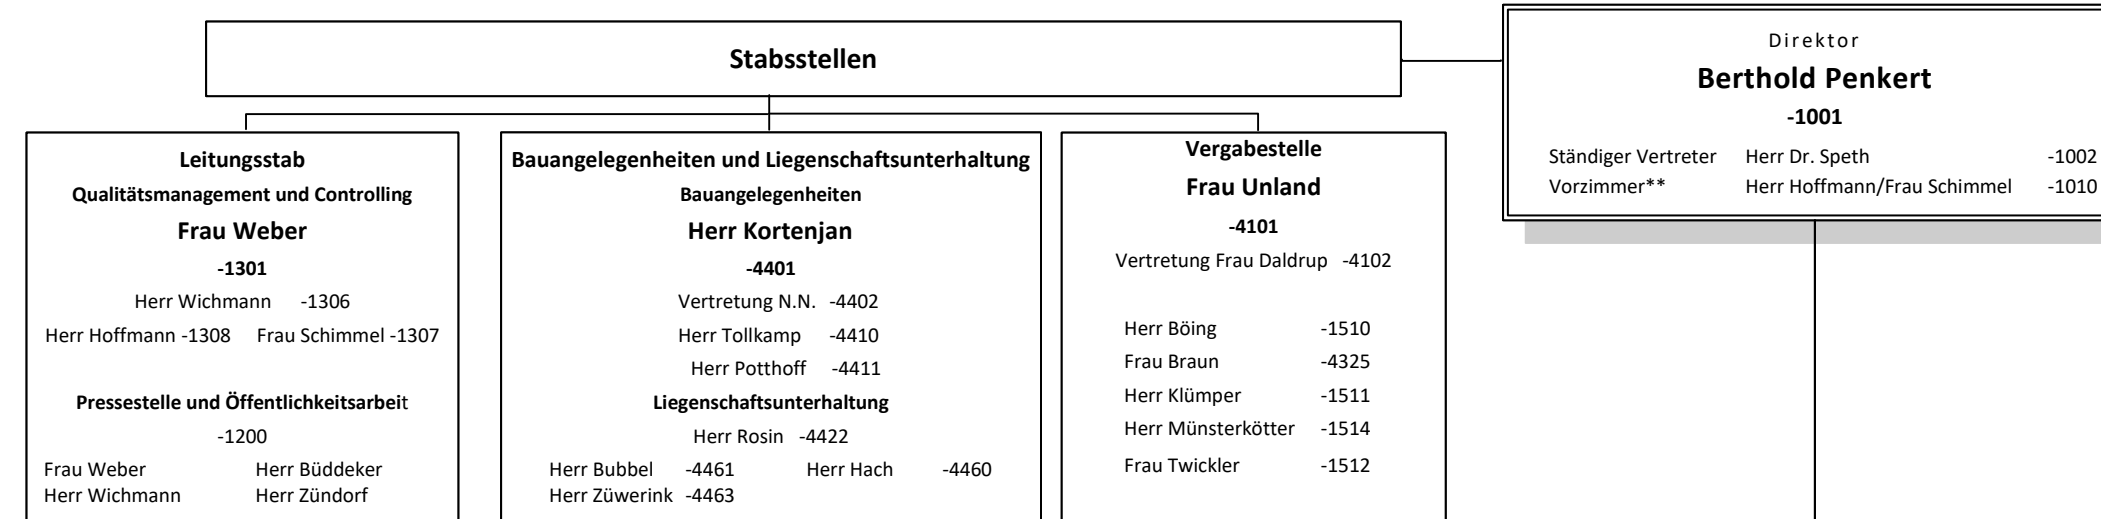 Stabsstellen
Direktor
Berthold Penkert
-1001
Ständiger Vertreter Herr Dr. Speth -1002
Vorzimmer** Herr Hoffmann/Frau Schimmel -1010
Leitungsstab
Qualitätsmanagement und Controlling
Frau Weber
-1301
Herr Wichmann -1306
Herr Hoffmann -1308 Frau Schimmel -1307
Pressestelle und Öffentlichkeitsarbeit
-1200
Frau Weber Herr Büddeker
Herr Wichmann Herr Zündorf
Bauangelegenheiten und Liegenschaftsunterhaltung
Bauangelegenheiten
Herr Kortenjan
-4401
Vertretung N.N. -4402
Herr Tollkamp -4410
Herr Potthoff -4411
Liegenschaftsunterhaltung
Herr Rosin -4422
Herr Bubbel -4461 Herr Hach -4460
Herr Züwerink -4463
Vergabestelle
Frau Unland
-4101
Vertretung Frau Daldrup -4102
Herr Böing -1510
Frau Braun -4325
Herr Klümper -1511
Herr Münsterkötter -1514
Frau Twickler -1512